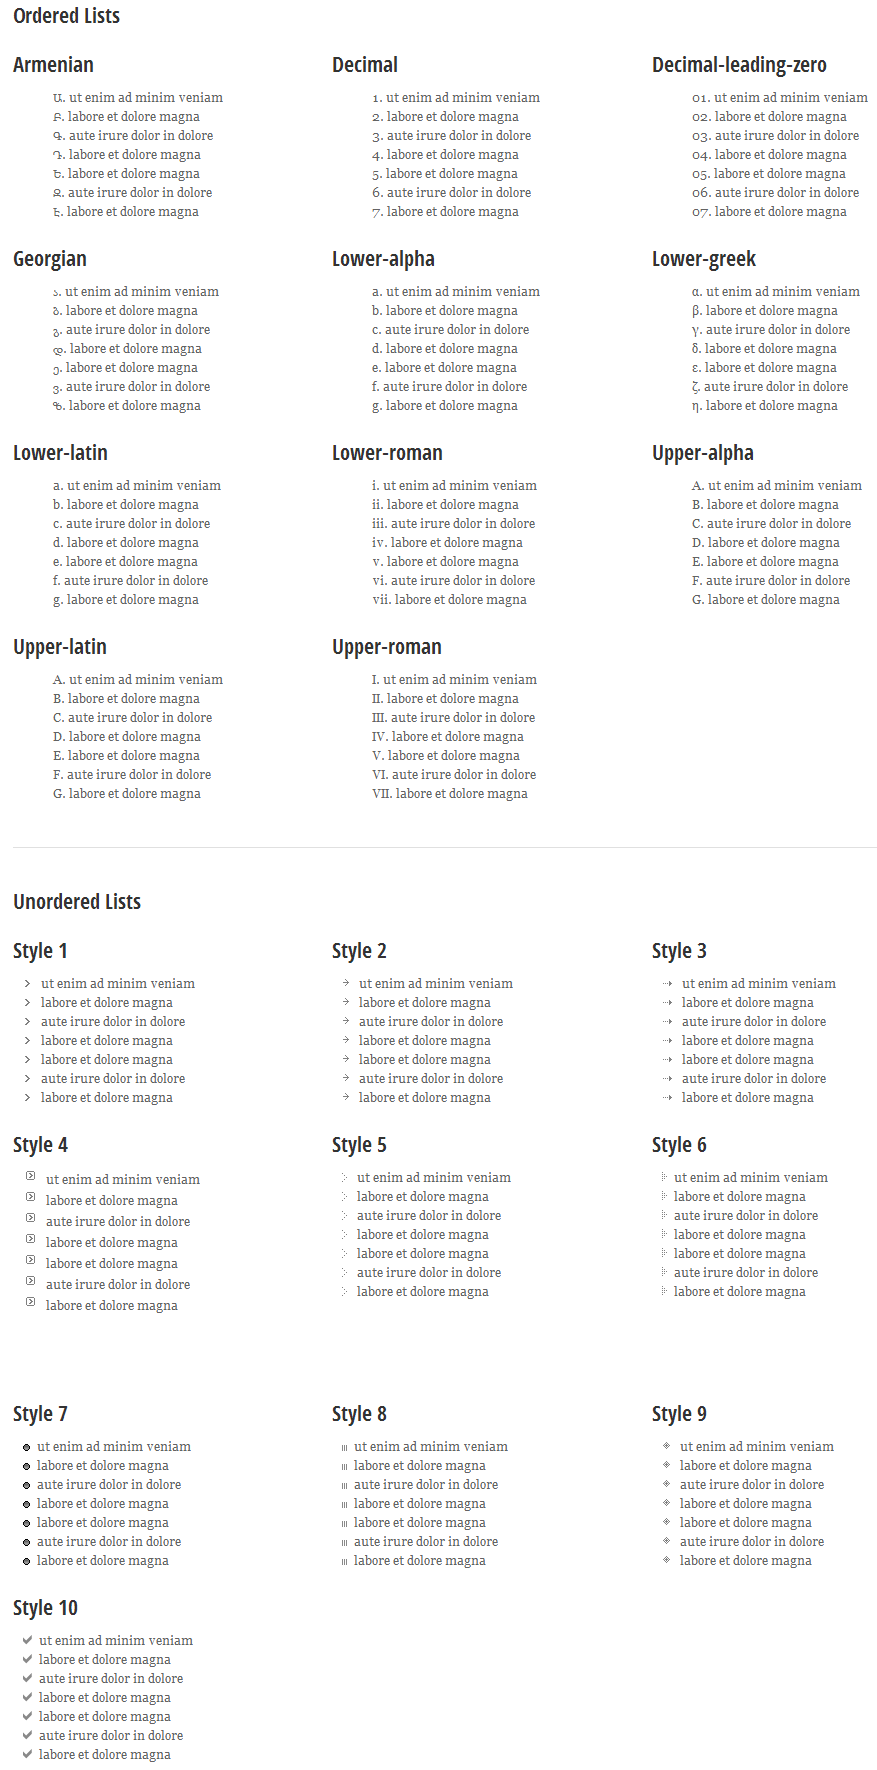 Ordered Lists
Armenian
Ա. ut enim ad minim veniam
Բ. labore et dolore magna
Գ. aute irure dolor in dolore
Դ. labore et dolore magna
Ե. labore et dolore magna
Զ. aute irure dolor in dolore
Է. labore et dolore magna
Decimal
1. ut enim ad minim veniam
2. labore et dolore magna
3. aute irure dolor in dolore
4. labore et dolore magna
5. labore et dolore magna
6. aute irure dolor in dolore
7. labore et dolore magna
Decimal-leading-zero
01. ut enim ad minim veniam
02. labore et dolore magna
03. aute irure dolor in dolore
04. labore et dolore magna
05. labore et dolore magna
06. aute irure dolor in dolore
07. labore et dolore magna
Georgian
ა. ut enim ad minim veniam
ბ. labore et dolore magna
გ. aute irure dolor in dolore
დ. labore et dolore magna
ე. labore et dolore magna
ვ. aute irure dolor in dolore
ზ. labore et dolore magna
Lower-alpha
a. ut enim ad minim veniam
b. labore et dolore magna
c. aute irure dolor in dolore
d. labore et dolore magna
e. labore et dolore magna
f. aute irure dolor in dolore
g. labore et dolore magna
Lower-greek
α. ut enim ad minim veniam
β. labore et dolore magna
γ. aute irure dolor in dolore
δ. labore et dolore magna
ε. labore et dolore magna
ζ. aute irure dolor in dolore
η. labore et dolore magna
Lower-latin
a. ut enim ad minim veniam
b. labore et dolore magna
c. aute irure dolor in dolore
d. labore et dolore magna
e. labore et dolore magna
f. aute irure dolor in dolore
g. labore et dolore magna
Lower-roman
i. ut enim ad minim veniam
ii. labore et dolore magna
iii. aute irure dolor in dolore
iv. labore et dolore magna
v. labore et dolore magna
vi. aute irure dolor in dolore
vii. labore et dolore magna
Upper-alpha
A. ut enim ad minim veniam
B. labore et dolore magna
C. aute irure dolor in dolore
D. labore et dolore magna
E. labore et dolore magna
F. aute irure dolor in dolore
G. labore et dolore magna
Upper-latin
A. ut enim ad minim veniam
B. labore et dolore magna
C. aute irure dolor in dolore
D. labore et dolore magna
E. labore et dolore magna
F. aute irure dolor in dolore
G. labore et dolore magna
Upper-roman
I. ut enim ad minim veniam
II. labore et dolore magna
III. aute irure dolor in dolore
IV. labore et dolore magna
V. labore et dolore magna
VI. aute irure dolor in dolore
VII. labore et dolore magna
Unordered Lists
Style 1
ut enim ad minim veniam
labore et dolore magna
aute irure dolor in dolore
labore et dolore magna
labore et dolore magna
aute irure dolor in dolore
labore et dolore magna
Style 2
ut enim ad minim veniam
labore et dolore magna
aute irure dolor in dolore
labore et dolore magna
labore et dolore magna
aute irure dolor in dolore
labore et dolore magna
Style 3
ut enim ad minim veniam
labore et dolore magna
aute irure dolor in dolore
labore et dolore magna
labore et dolore magna
aute irure dolor in dolore
labore et dolore magna
Style 4
ut enim ad minim veniam
labore et dolore magna
aute irure dolor in dolore
labore et dolore magna
labore et dolore magna
aute irure dolor in dolore
labore et dolore magna
Style 5
ut enim ad minim veniam
labore et dolore magna
aute irure dolor in dolore
labore et dolore magna
labore et dolore magna
aute irure dolor in dolore
labore et dolore magna
Style 6
ut enim ad minim veniam
labore et dolore magna
aute irure dolor in dolore
labore et dolore magna
labore et dolore magna
aute irure dolor in dolore
labore et dolore magna
Style 7
ut enim ad minim veniam
labore et dolore magna
aute irure dolor in dolore
labore et dolore magna
labore et dolore magna
aute irure dolor in dolore
labore et dolore magna
Style 8
ut enim ad minim veniam
labore et dolore magna
aute irure dolor in dolore
labore et dolore magna
labore et dolore magna
aute irure dolor in dolore
labore et dolore magna
Style 9
ut enim ad minim veniam
labore et dolore magna
aute irure dolor in dolore
labore et dolore magna
labore et dolore magna
aute irure dolor in dolore
labore et dolore magna
Style 10
ut enim ad minim veniam
labore et dolore magna
aute irure dolor in dolore
labore et dolore magna
labore et dolore magna
aute irure dolor in dolore
labore et dolore magna